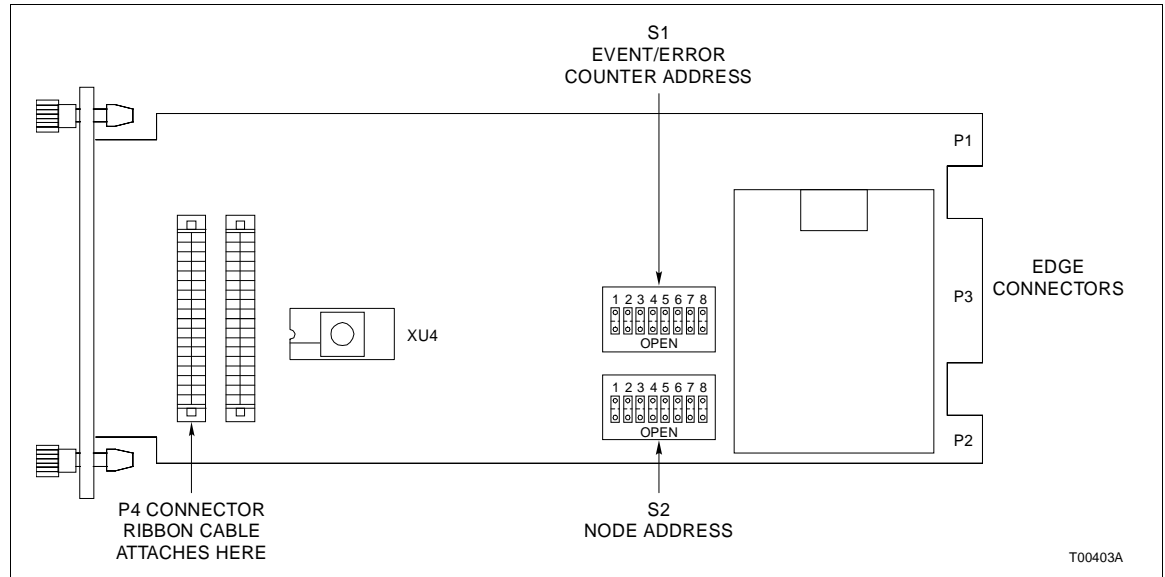 S1
EVENT/ERROR
COUNTER ADDRESS
P1
EDGE
CONNECTORS
P3
1 2 3 4 5 6 7 8
OPEN
XU4
1 2 3 4 5 6 7 8
OPEN
P2
P4 CONNECTOR
RIBBON CABLE
ATTACHES HERE
S2
NODE ADDRESS
T00403A